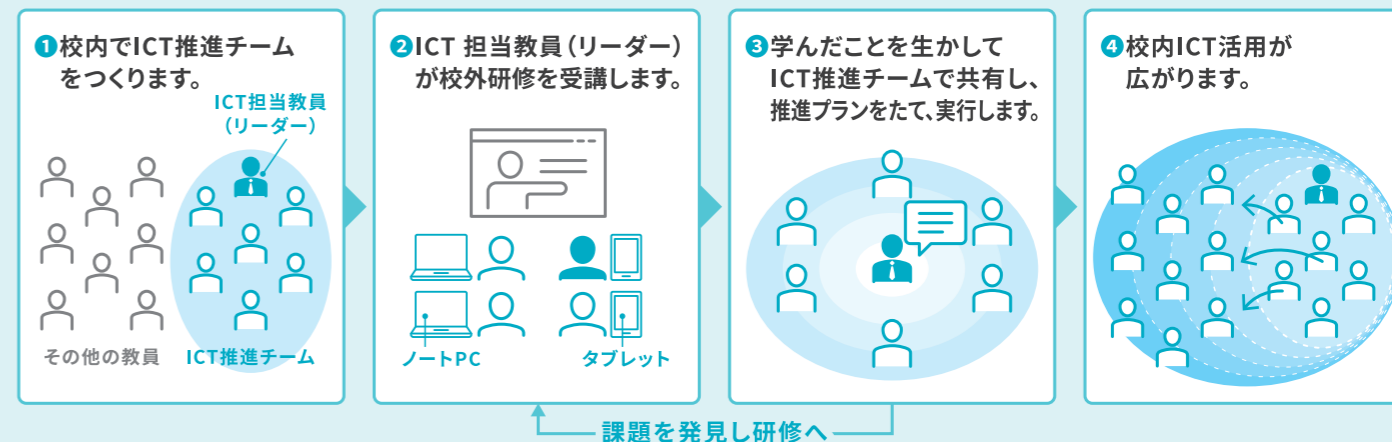 ❶校内でICT推進チーム
をつくります。
ICT担当教員
（リーダー）
その他の教員
ICT推進チーム
❷ICT 担当教員（リーダー）
が校外研修を受講します。
ノートPC
タブレット
❸学んだことを生かして
ICT推進チームで共有し、
推進プランをたて、実行します。
❹校内ICT活用が
広がります。
課題を発見し研修へ